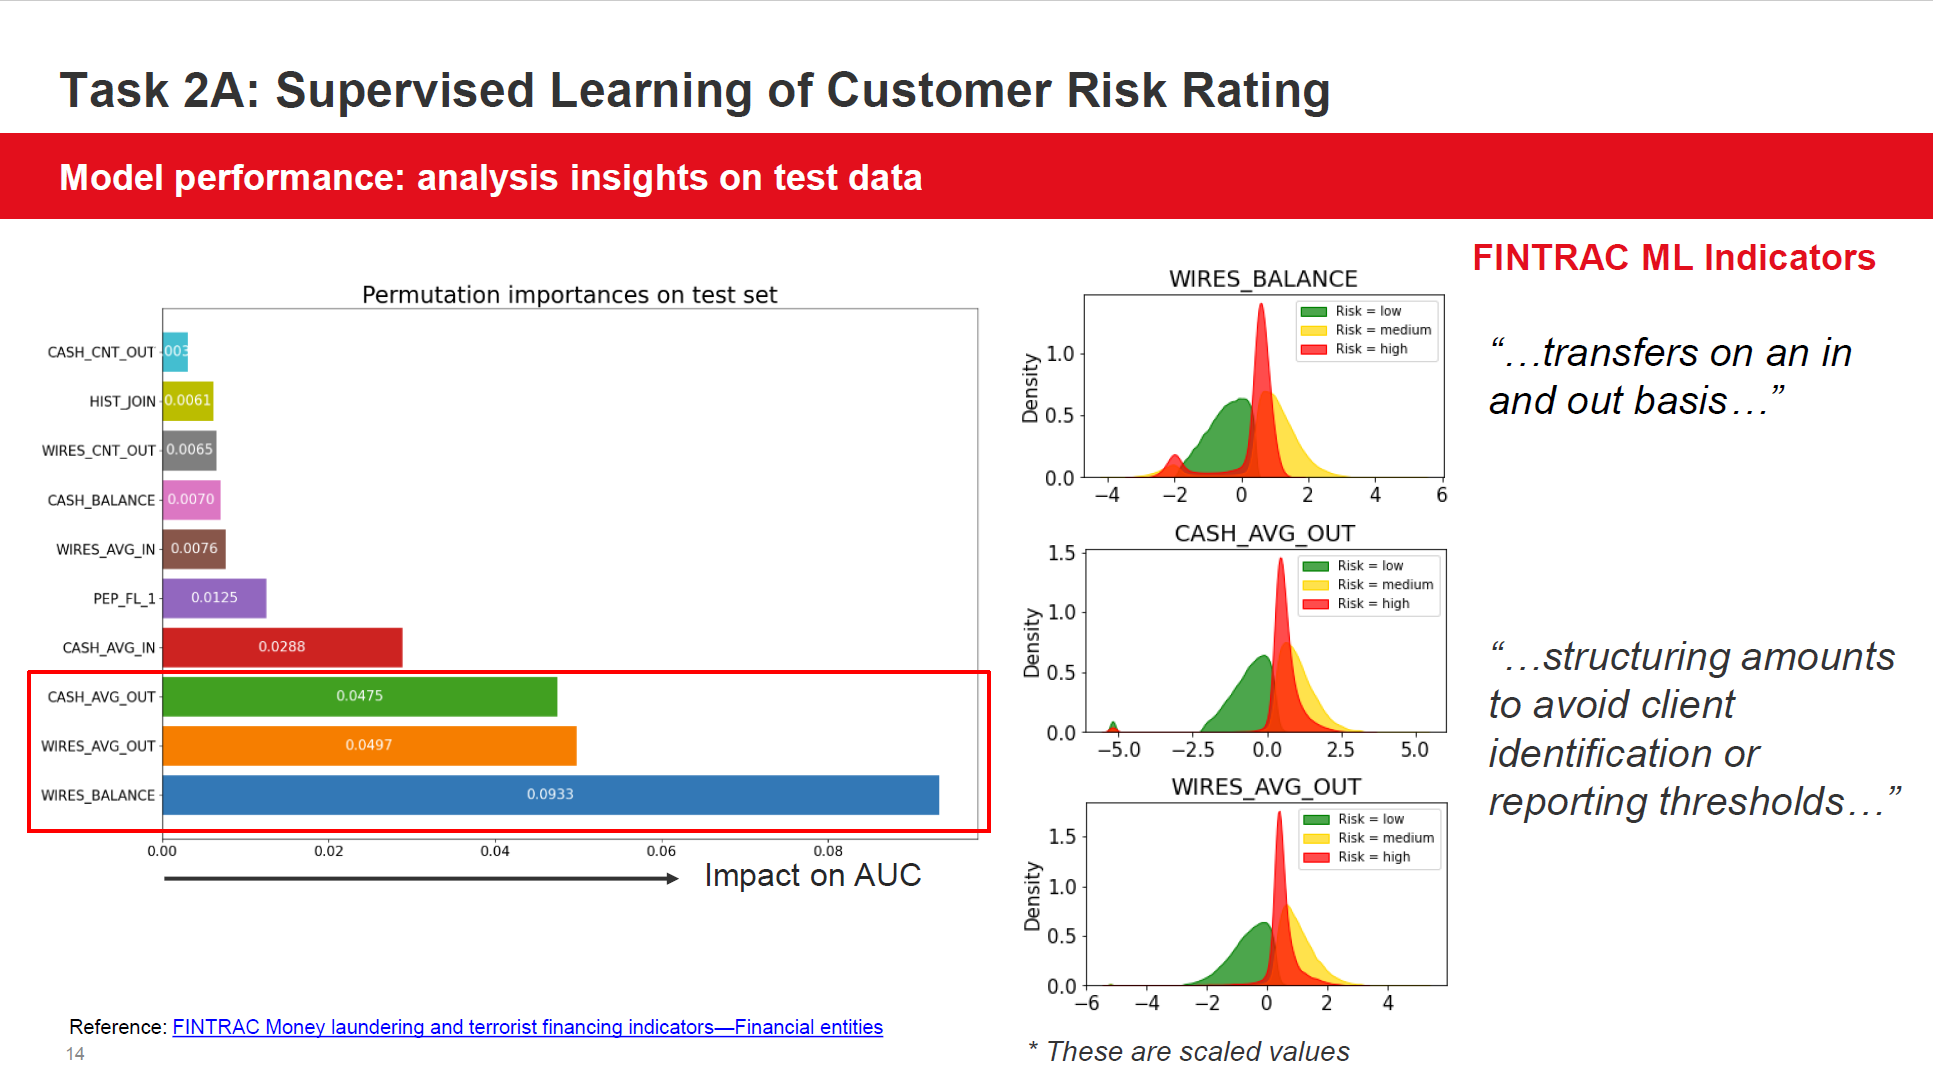 Task 2A: Supervised Learning of Customer Risk Rating
Model performance: analysis insights on test data
Permutation importances on test set
CASH_CNT_OUT
.003
HIST_JOIN
0.0061
WIRES_CNT_OUT
0.0065
CASH_BALANCE
0.0070
WIRES_AVG_IN
0.0076
PEP_FL_1
0.0125
CASH_AVG_IN
0.0288
CASH_AVG_OUT
0.0475
WIRES_AVG_OUT
0.0497
WIRES_BALANCE
0.0933
0.00 0.02 0.04 0.06 0.08
Impact on AUC
WIRES_BALANCE
Risk = low
Risk = medium
Risk = high
Density
1.0
0.5
0.0
−4 −2 0 2 4 6
CASH_AVG_OUT
Risk = low
Risk = medium
Risk = high
Density
1.5
1.0
0.5
0.0
−5.0 −2.5 0.0 2.5 5.0
WIRES_AVG_OUT
Risk = low
Risk = medium
Risk = high
Density
1.5
1.0
0.5
0.0
−6 −4 −2 0 2 4
* These are scaled values
FINTRAC ML Indicators
“…transfers on an in
and out basis…”
“…structuring amounts
to avoid client
identification or
reporting thresholds…”
Reference: FINTRAC Money laundering and terrorist financing indicators—Financial entities
14